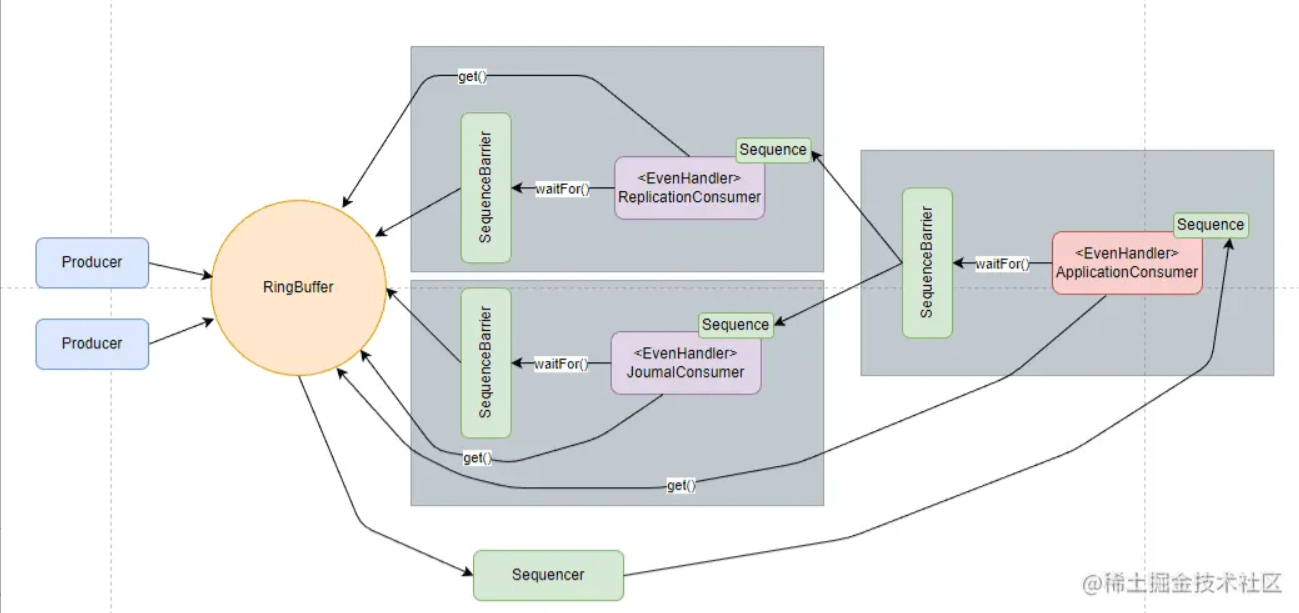 get()
Sequence
<EvenHandler>
ReplicationConsumer
waitFor()
SequenceBarrier
Producer
Producer
RingBuffer
Sequence
<EvenHandler>
JoumalConsumer
waitFor()
SequenceBarrier
get()
Sequence
<EvenHandler>
ApplicationConsumer
waitFor()
SequenceBarrier
get()
Sequencer
@稀土掘金技术社区